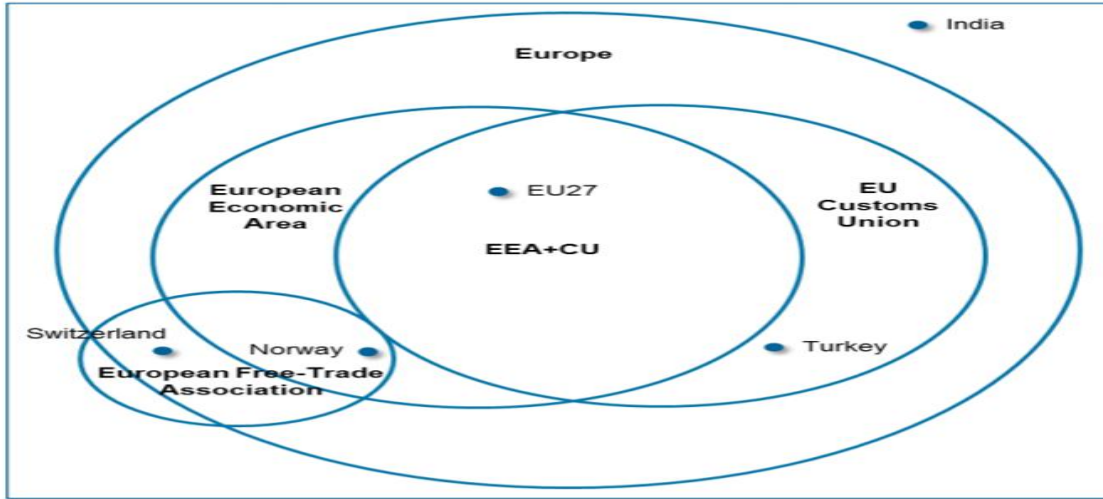 India
Europe
EU27
European
Economic
Area
EU
Customs
Union
EEA+CU
Switzerland
Norway
Turkey
European Free-Trade
Association